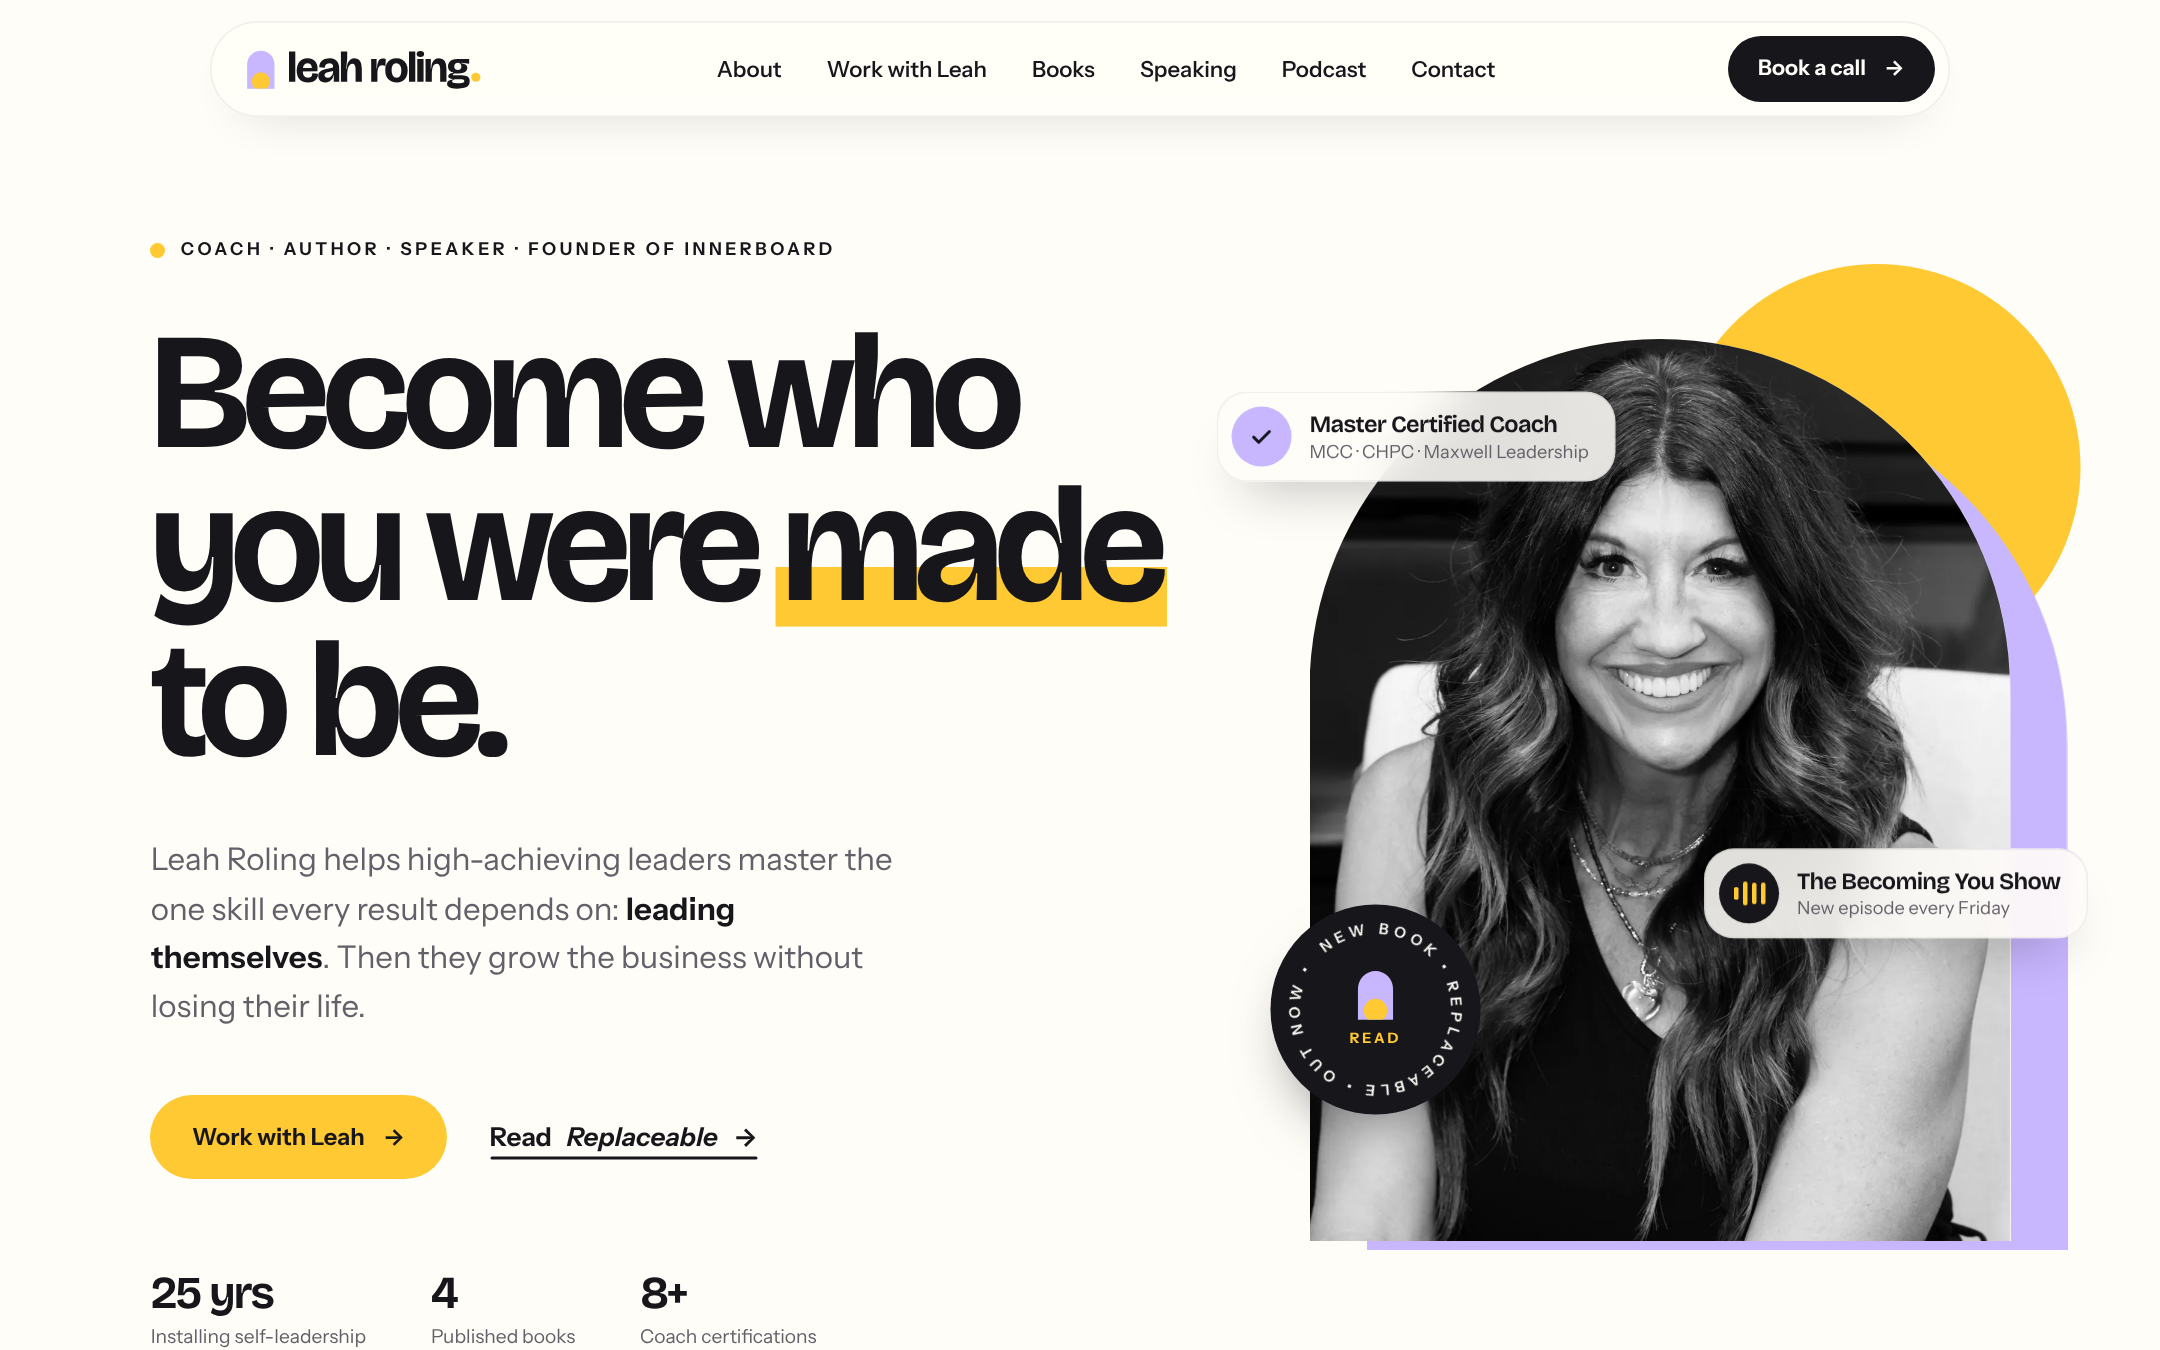 leah roling.
About
Work with Leah
Books
Speaking
Podcast
Contact
Book a call →
COACH · AUTHOR · SPEAKER · FOUNDER OF INNERBOARD
Become who
you were made
to be.
Leah Roling helps high-achieving leaders master the
one skill every result depends on: leading
themselves. Then they grow the business without
losing their life.
Work with Leah →
Read Replaceable →
25 yrs
Installing self-leadership
4
Published books
8+
Coach certifications
Master Certified Coach
MCC · CHPC · Maxwell Leadership
The Becoming You Show
New episode every Friday
NEW BOOK · REPLACEABLE · OUT NOW ·
READ